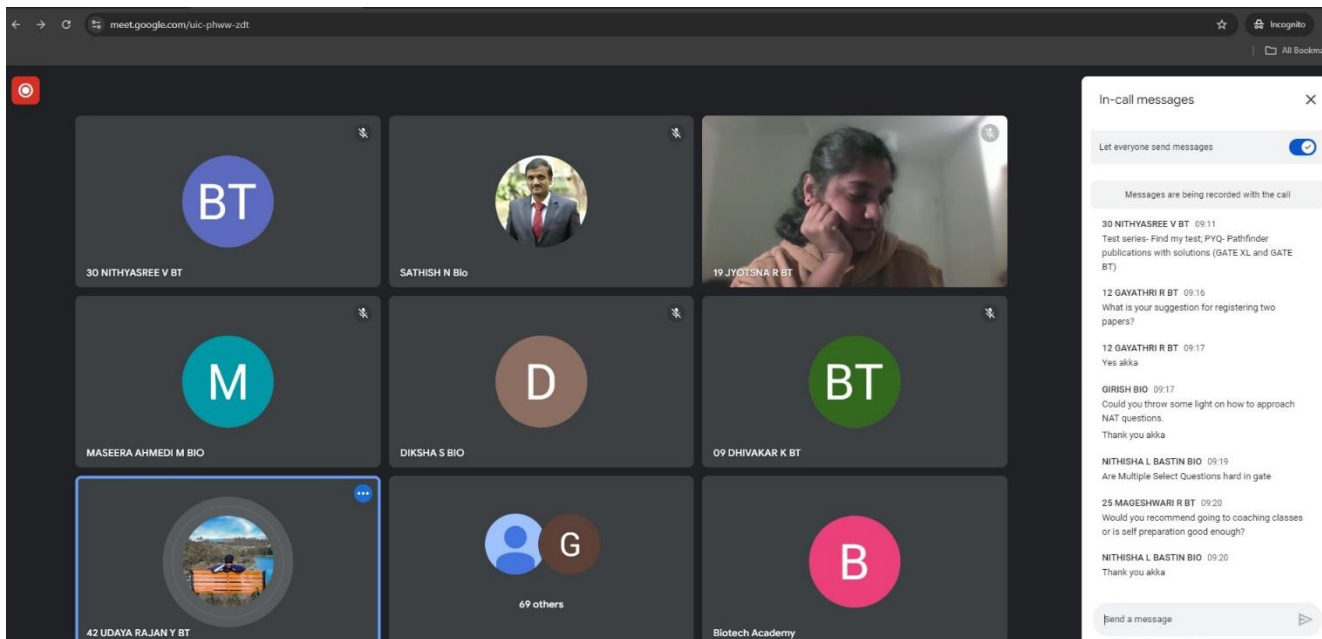 meet.google.com/uic-phww-zdt
Incognito
All Bookma
In-call messages
Let everyone send messages
Messages are being recorded with the call
BT
30 NITHYASREE V BT
SATHISH N Bio
19 JYOTSNA R BT
M
MASEERA AHMEDI M BIO
D
DIKSHA S BIO
BT
09 DHIVAKAR K BT
42 UDAYA RAJAN Y BT
G
69 others
B
Biotech Academy
30 NITHYASREE V BT 09:11
Test series- Find my test; PYQ- Pathfinder
publications with solutions (GATE XL and GATE
BT)
12 GAYATHRI R BT 09:16
What is your suggestion for registering two
papers?
12 GAYATHRI R BT 09:17
Yes akka
GIRISH BIO 09:17
Could you throw some light on how to approach
NAT questions.
Thank you akka
NITHISHA L BASTIN BIO 09:19
Are Multiple Select Questions hard in gate
25 MAGESHWARI R BT 09:20
Would you recommend going to coaching classes
or is self preparation good enough?
NITHISHA L BASTIN BIO 09:20
Thank you akka
Send a message